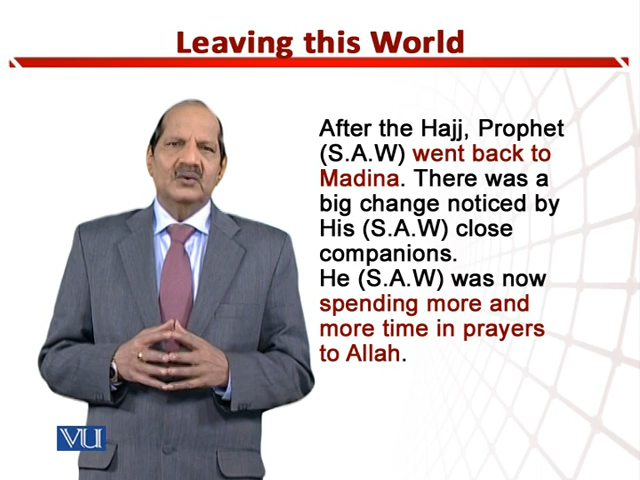 Leaving this World
After the Hajj, Prophet
(S.A.W) went back to
Madina. There was a
big change noticed by
His (S.A.W) close
companions.
He (S.A.W) was now
spending more and
more time in prayers
to Allah.
VU